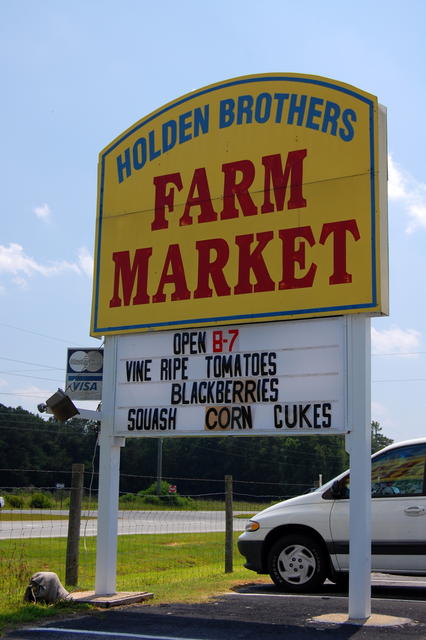 HOLDEN BROTHERS
FARM
MARKET
OPEN 8-7
VINE RIPE TOMATOES
BLACKBERRIES
SQUASH CORN CUKES
VISA